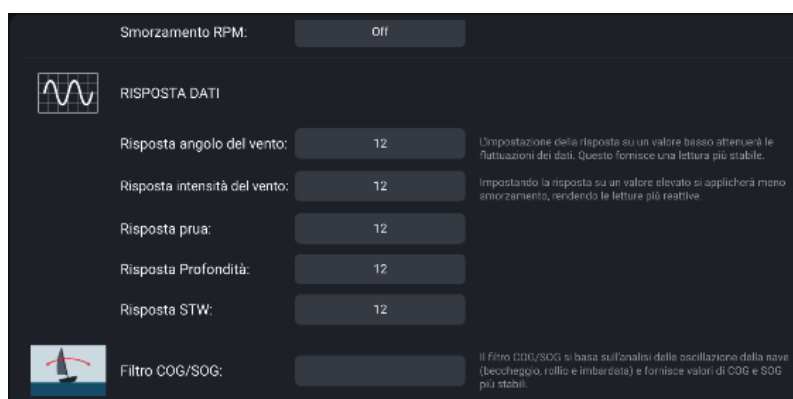 Smorzamento RPM: Off
RISPOSTA DATI
Risposta angolo del vento: 12
L'impostazione della risposta su un valore basso attenuerà le
fluttuazioni dei dati. Questo fornisce una lettura più stabile.
Risposta intensità del vento: 12
Impostando la risposta su un valore elevato si applicherà meno
smorzamento, rendendo le letture più reattive.
Risposta prua: 12
Risposta Profondità: 12
Risposta STW: 12
Filtro COG/SOG:
Il filtro COG/SOG si basa sull'analisi delle oscillazione della nave
(beccheggio, rollio e imbardata) e fornisce valori di COG e SOG
più stabili.